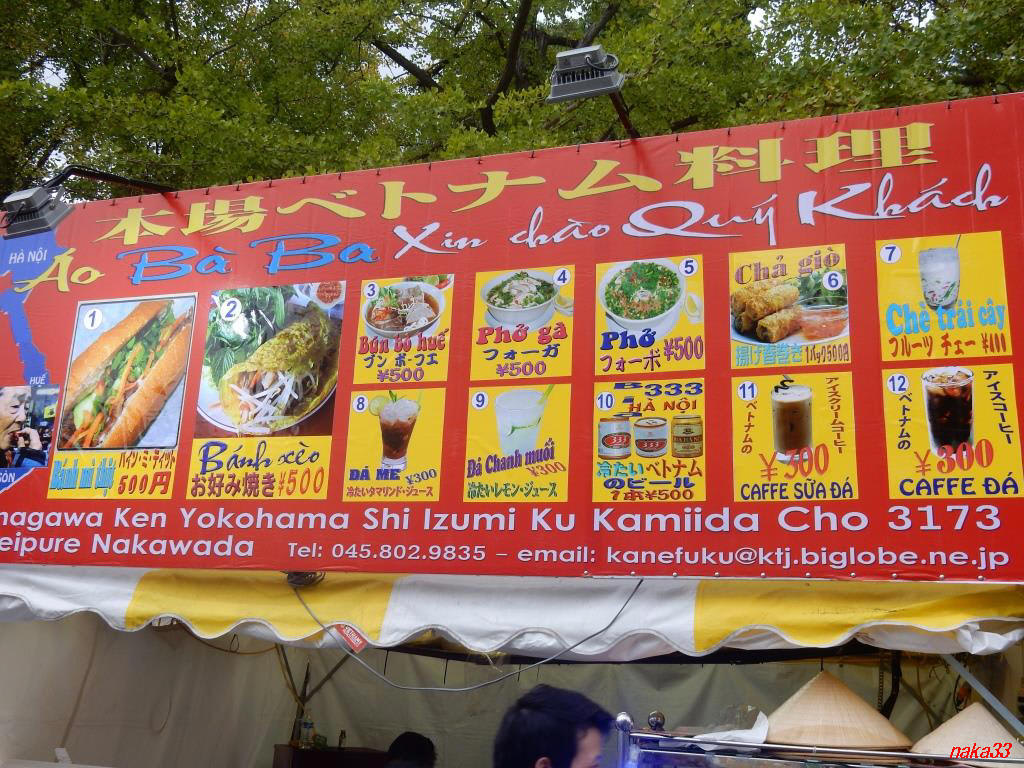 本場ベトナム料理
Áo Bà Ba Xin chào Quý Khách
HÀ NỘI
HUẾ
1
Bánh mì thịt
500円
2
Bánh xèo
お好み焼き ¥500
3
Bún bò huế
ブン ボ・フエ
¥500
4
Phở gà
フォーガ
¥500
5
Phở
フォーボ ¥500
6
Chả giò
揚げ春巻き 1パック500円
7
Chè trái cây
フルーツ チェー
8
ĐÁ ME ¥300
冷たいタマリンド・ジュース
9
Đá Chanh muối
¥300
冷たいレモン・ジュース
10
333
HÀ NỘI
冷たいベトナム
のビール
1本¥500
11
ベトナムの
アイスクリームコーヒー
¥300
CAFFE SỮA ĐÁ
12
ベトナムの
アイスコーヒー
¥300
CAFFE ĐÁ
nagawa Ken Yokohama Shi Izumi Ku Kamiida Cho 3173
eipure Nakawada Tel: 045.802.9835 – email: kanefuku@ktj.biglobe.ne.jp
naka33